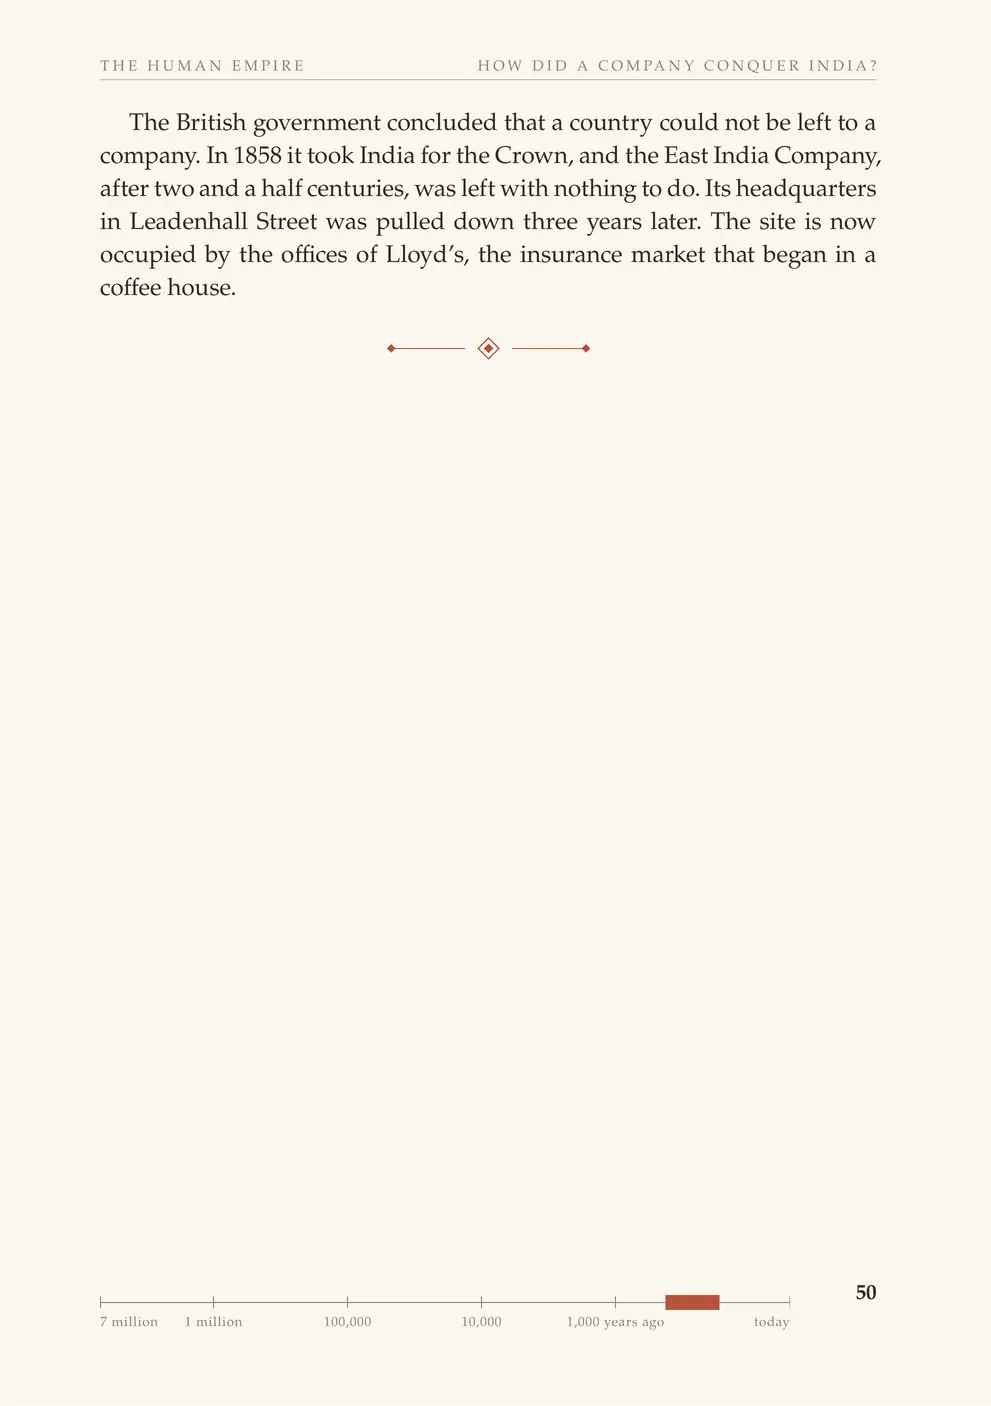 THE HUMAN EMPIRE
HOW DID A COMPANY CONQUER INDIA?
The British government concluded that a country could not be left to a
company. In 1858 it took India for the Crown, and the East India Company,
after two and a half centuries, was left with nothing to do. Its headquarters
in Leadenhall Street was pulled down three years later. The site is now
occupied by the offices of Lloyd’s, the insurance market that began in a
coffee house.
50
7 million 1 million 100,000 10,000 1,000 years ago today